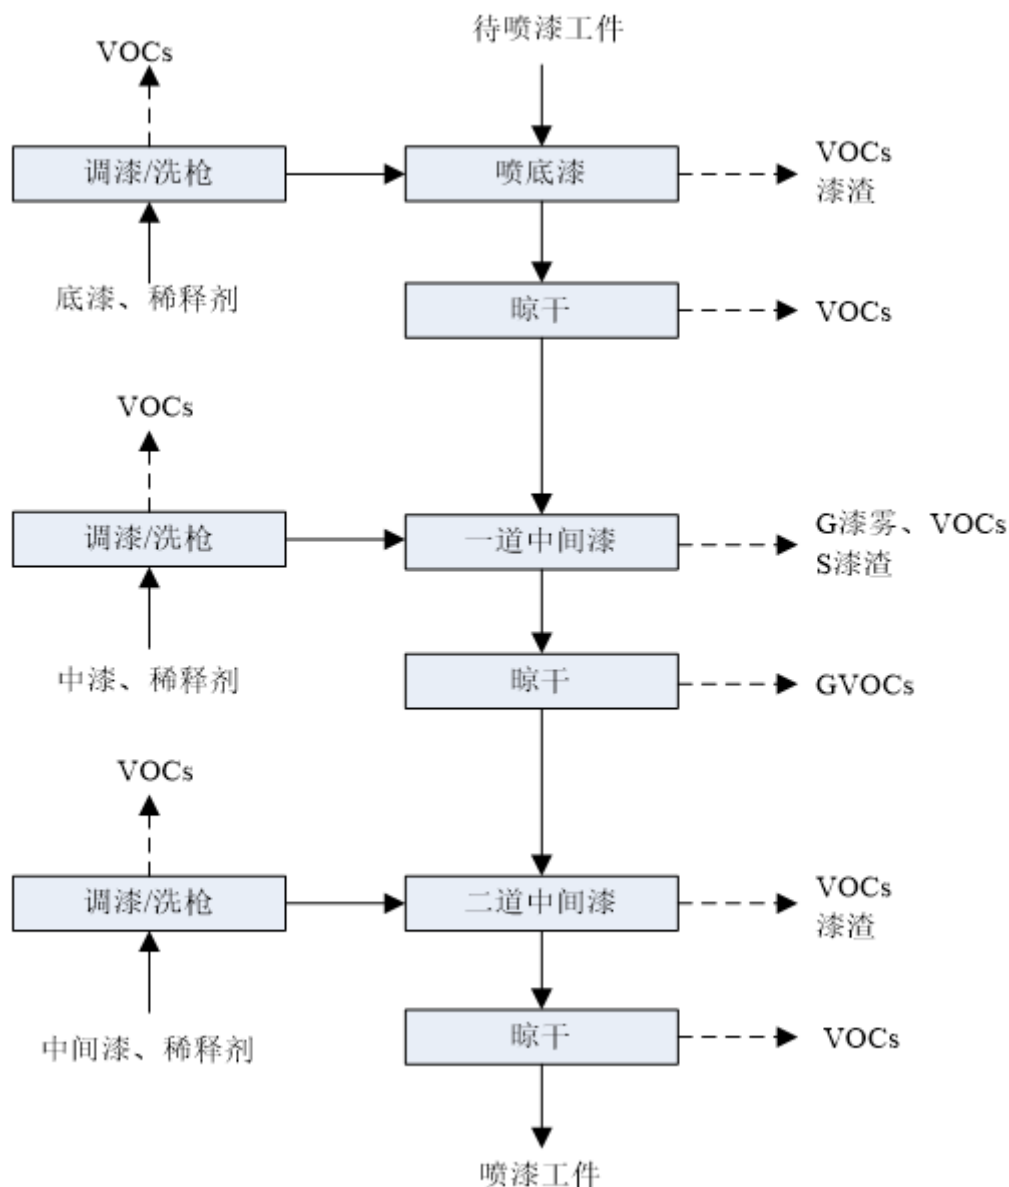 待喷漆工件
VOCs
调漆/洗枪
喷底漆
VOCs
漆渣
底漆、稀释剂
晾干
VOCs
VOCs
调漆/洗枪
一道中间漆
G漆雾、VOCs
S漆渣
中漆、稀释剂
晾干
GVOCs
VOCs
调漆/洗枪
二道中间漆
VOCs
漆渣
中间漆、稀释剂
晾干
VOCs
喷漆工件